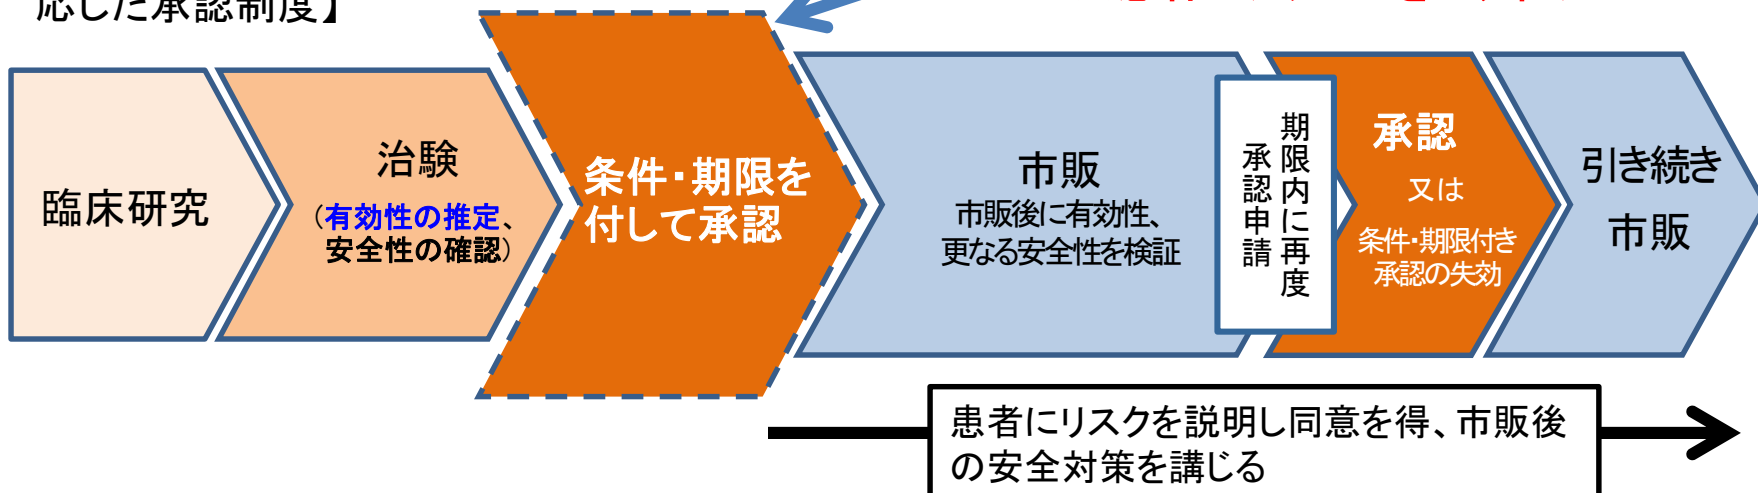 応じた承認制度】
臨床研究
治験
（有効性の推定、
安全性の確認）
条件・期限を
付して承認
市販
市販後に有効性、
更なる安全性を検証
期限内に再度
承認申請
承認
又は
条件・期限付き
承認の失効
引き続き
市販
患者にリスクを説明し同意を得、市販後
の安全対策を講じる